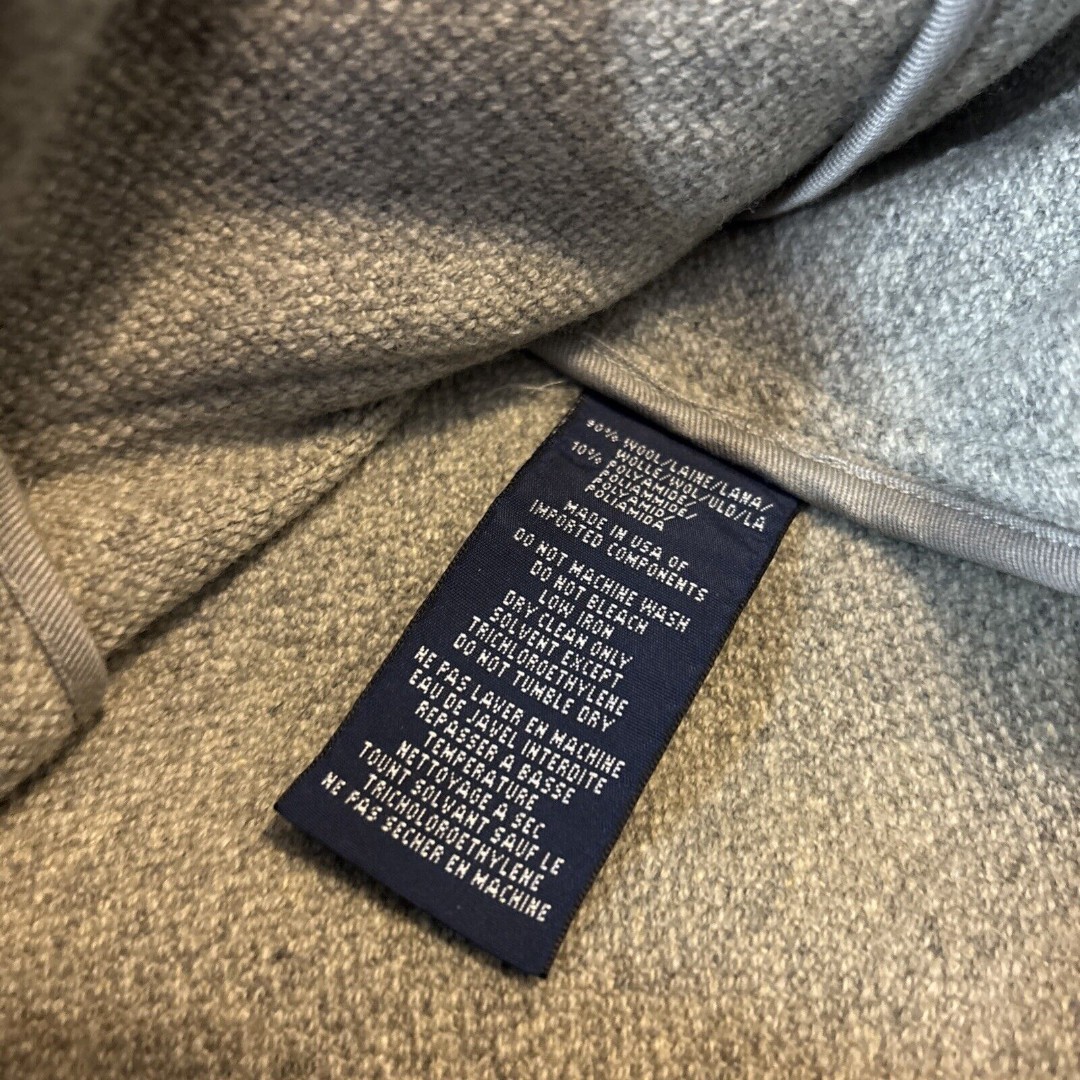 90% WOOL/LAINE/LANA/
WOLLE/WOL/ULD/LA
10% POLYAMIDE/
POLIAMMIDE/
POLYAMID/
POLIAMIDA
MADE IN USA OF
IMPORTED COMPONENTS
DO NOT MACHINE WASH
DO NOT BLEACH
LOW IRON
DRY CLEAN ONLY
SOLVENT EXCEPT
TRICHLOROETHYLENE
DO NOT TUMBLE DRY
NE PAS LAVER EN MACHINE
EAU DE JAVEL INTERDITE
REPASSER A BASSE
TEMPERATURE
NETTOYAGE A SEC
TOUNT SOLVANT SAUF LE
TRICHOLOROETHYLENE
NE PAS SECHER EN MACHINE